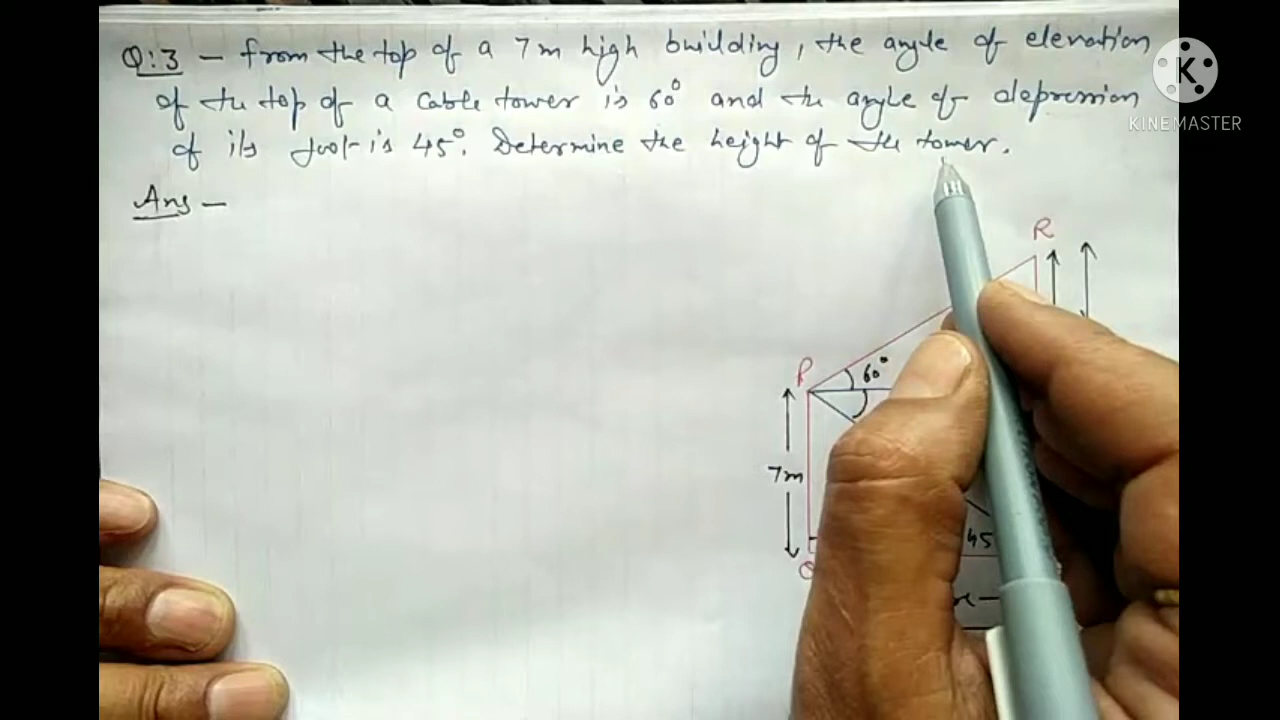 Q:3 - From the top of a 7m high building, the angle of elevation
of the top of a cable tower is 60° and the angle of depression
of its foot is 45°. Determine the height of the tower.
Ans -
K
KINEMASTER
R
P
60°
7m
45
Q